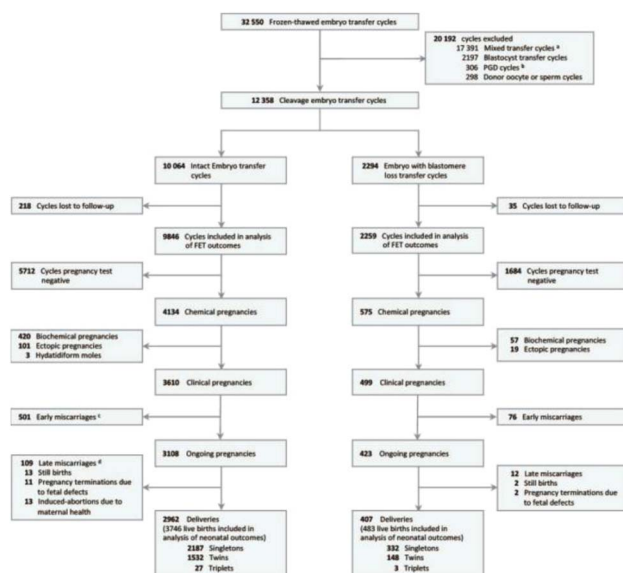 32 550 Frozen-thawed embryo transfer cycles
20 192 cycles excluded
17 391 Mixed transfer cycles a
2197 Blastocyst transfer cycles
306 PGD cycles b
298 Donor oocyte or sperm cycles
12 358 Cleavage embryo transfer cycles
10 064 Intact Embryo transfer
cycles
2294 Embryo with blastomere
loss transfer cycles
218 Cycles lost to follow-up
35 Cycles lost to follow-up
9846 Cycles included in analysis
of FET outcomes
2259 Cycles included in analysis
of FET outcomes
5712 Cycles pregnancy test
negative
1684 Cycles pregnancy test
negative
4134 Chemical pregnancies
575 Chemical pregnancies
420 Biochemical pregnancies
101 Ectopic pregnancies
3 Hydatidiform moles
57 Biochemical pregnancies
19 Ectopic pregnancies
3610 Clinical pregnancies
499 Clinical pregnancies
501 Early miscarriages c
76 Early miscarriages
3108 Ongoing pregnancies
423 Ongoing pregnancies
109 Late miscarriages d
13 Still births
11 Pregnancy terminations due
to fetal defects
13 Induced-abortions due to
maternal health
12 Late miscarriages
2 Still births
2 Pregnancy terminations due
to fetal defects
2962 Deliveries
(3746 live births included in
analysis of neonatal outcomes)
2187 Singletons
1532 Twins
27 Triplets
407 Deliveries
(483 live births included in
analysis of neonatal outcomes)
332 Singletons
148 Twins
3 Triplets